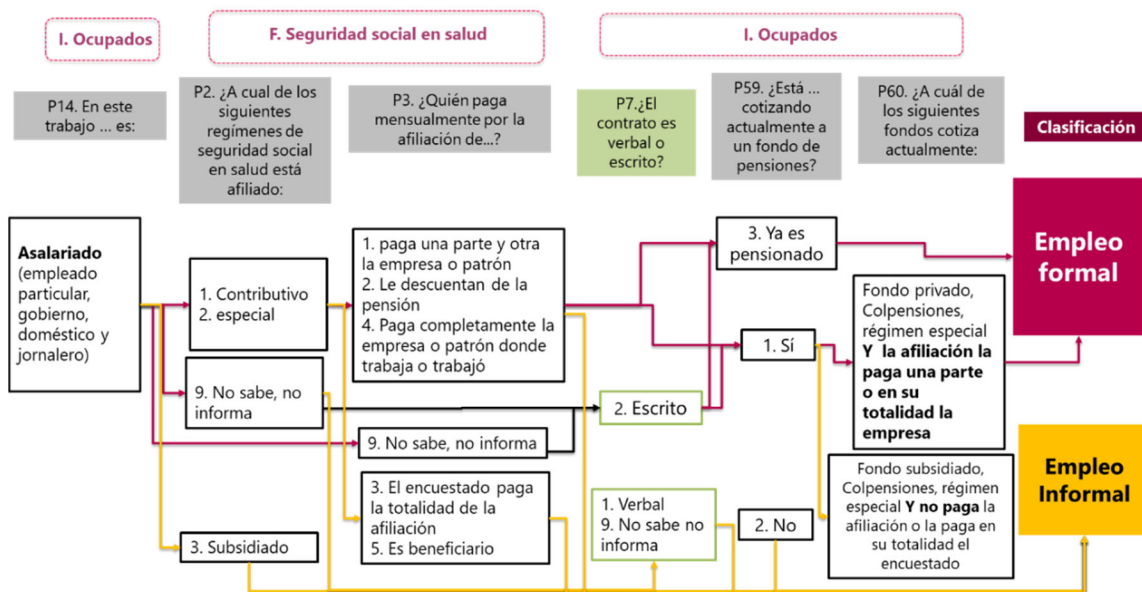 I. Ocupados
F. Seguridad social en salud
I. Ocupados
P14. En este
trabajo ... es:
P2. ¿A cual de los
siguientes
regímenes de
seguridad social
en salud está
afiliado:
P3. ¿Quién paga
mensualmente por la
afiliación de...?
P7.¿El
contrato es
verbal o
escrito?
P59. ¿Está ...
cotizando
actualmente a
un fondo de
pensiones?
P60. ¿A cuál de
los siguientes
fondos cotiza
actualmente:
Clasificación
Asalariado
(empleado
particular,
gobierno,
doméstico y
jornalero)
1. Contributivo
2. especial
9. No sabe, no
informa
3. Subsidiado
1. paga una parte y otra
la empresa o patrón
2. Le descuentan de la
pensión
4. Paga completamente la
empresa o patrón donde
trabaja o trabajó
9. No sabe, no informa
3. El encuestado paga
la totalidad de la
afiliación
5. Es beneficiario
2. Escrito
1. Verbal
9. No sabe no
informa
3. Ya es
pensionado
1. Sí
2. No
Fondo privado,
Colpensiones,
régimen especial
Y la afiliación la
paga una parte
o en su
totalidad la
empresa
Fondo subsidiado,
Colpensiones, régimen
especial Y no paga la
afiliación o la paga en
su totalidad el
encuestado
Empleo
formal
Empleo
Informal